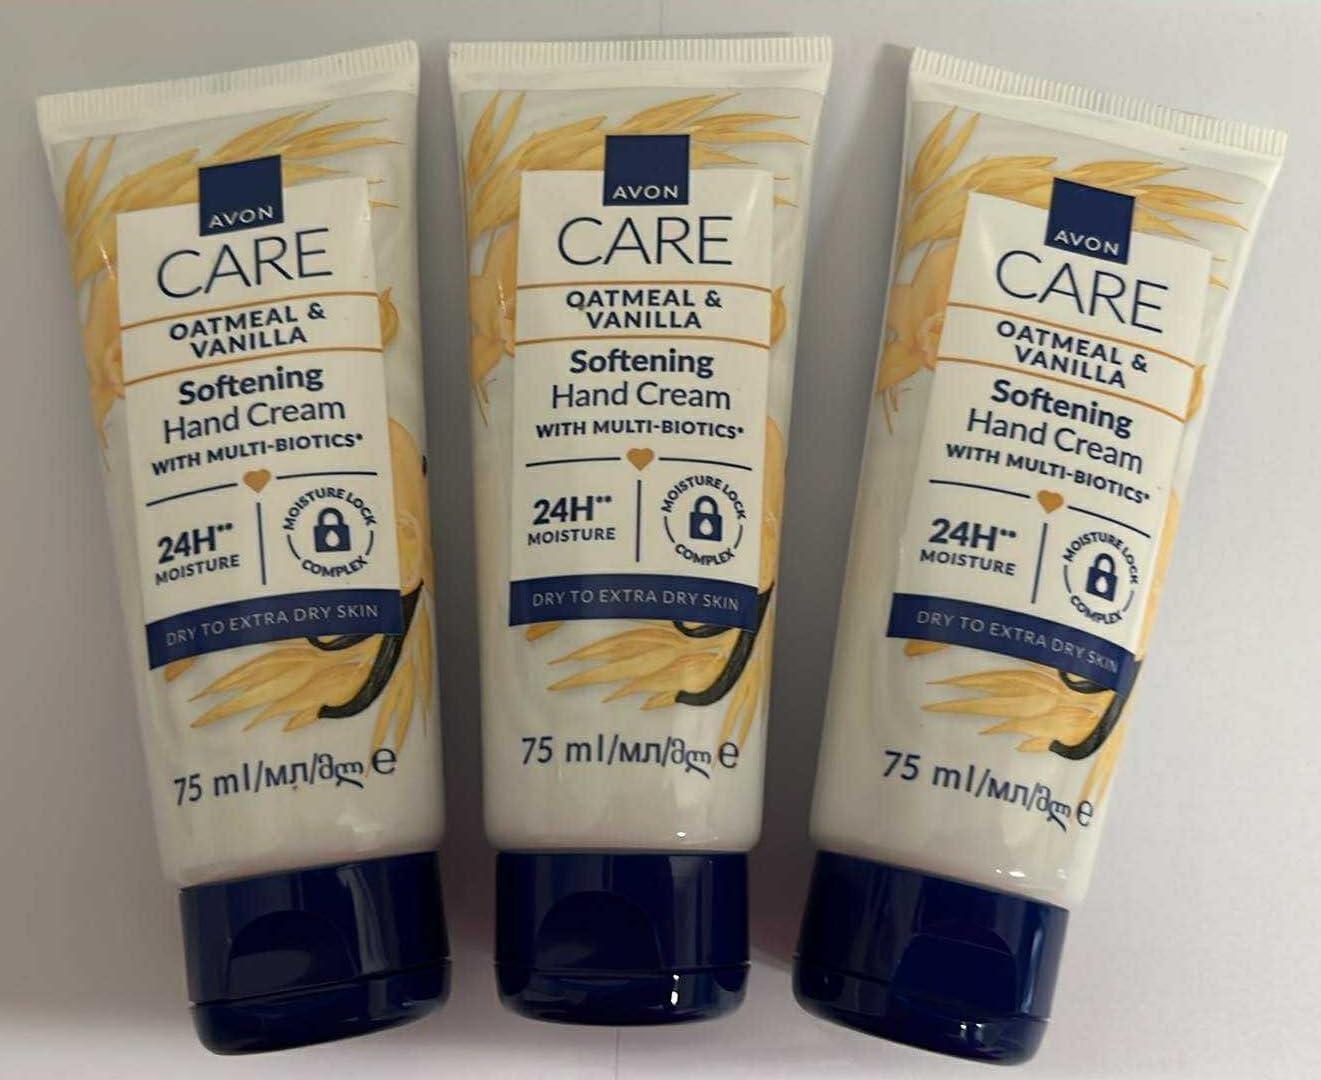 AVON
CARE
OATMEAL &
VANILLA
Softening
Hand Cream
WITH MULTI-BIOTICS*
24H**
MOISTURE
MOISTURE LOCK
COMPLEX
DRY TO EXTRA DRY SKIN
75 ml/мл/მლ e
AVON
CARE
OATMEAL &
VANILLA
Softening
Hand Cream
WITH MULTI-BIOTICS*
24H**
MOISTURE
MOISTURE LOCK
COMPLEX
DRY TO EXTRA DRY SKIN
75 ml/мл/მლ e
AVON
CARE
OATMEAL &
VANILLA
Softening
Hand Cream
WITH MULTI-BIOTICS*
24H**
MOISTURE
MOISTURE LOCK
COMPLEX
DRY TO EXTRA DRY SKIN
75 ml/мл/მლ e